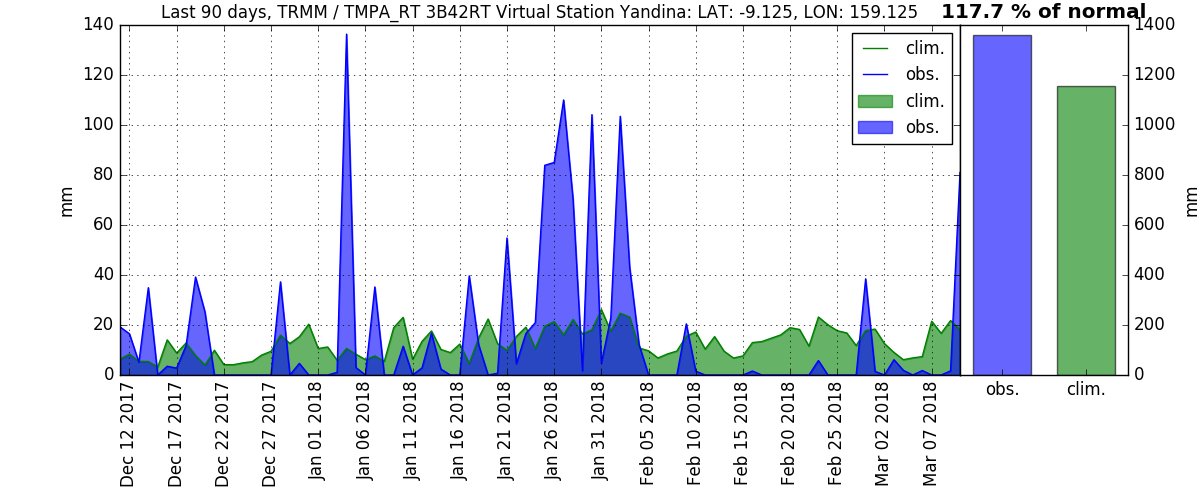 Last 90 days, TRMM / TMPA_RT 3B42RT Virtual Station Yandina: LAT: -9.125, LON: 159.125
117.7 % of normal
mm
140
120
100
80
60
40
20
0
clim.
obs.
clim.
obs.
Dec 12 2017
Dec 17 2017
Dec 22 2017
Dec 27 2017
Jan 01 2018
Jan 06 2018
Jan 11 2018
Jan 16 2018
Jan 21 2018
Jan 26 2018
Jan 31 2018
Feb 05 2018
Feb 10 2018
Feb 15 2018
Feb 20 2018
Feb 25 2018
Mar 02 2018
Mar 07 2018
1400
1200
1000
800
600
400
200
0
mm
obs.
clim.